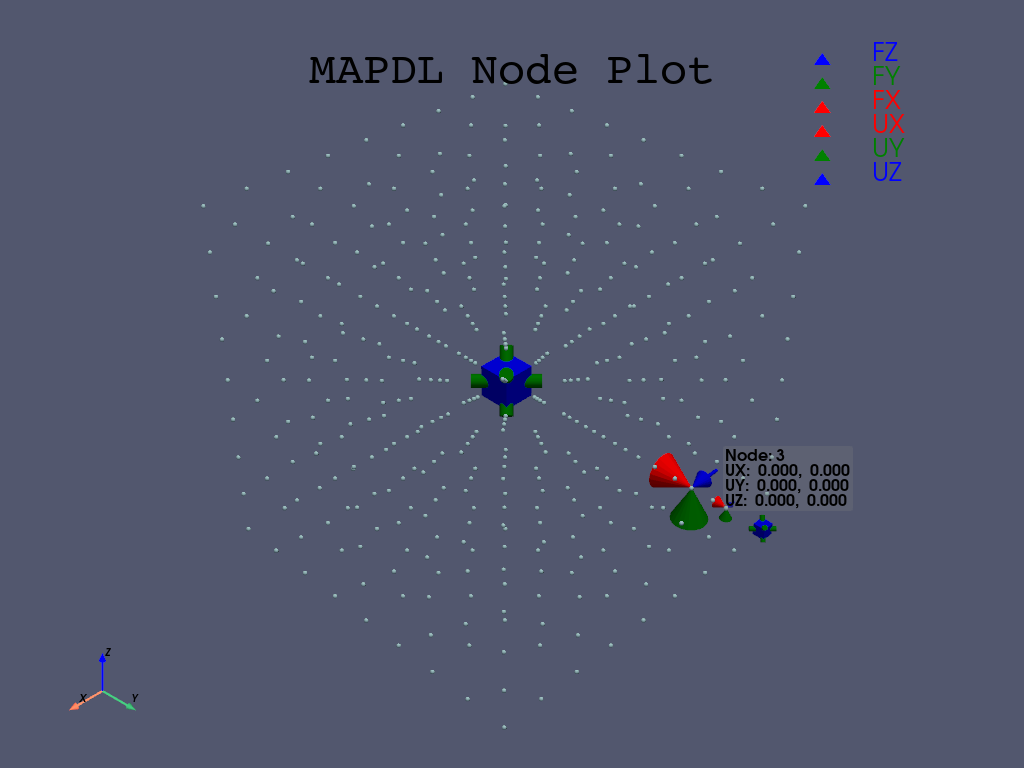 MAPDL Node Plot
FZ
FY
FX
UX
UY
UZ
Node: 3
UX: 0.000, 0.000
UY: 0.000, 0.000
UZ: 0.000, 0.000
Z
X
Y